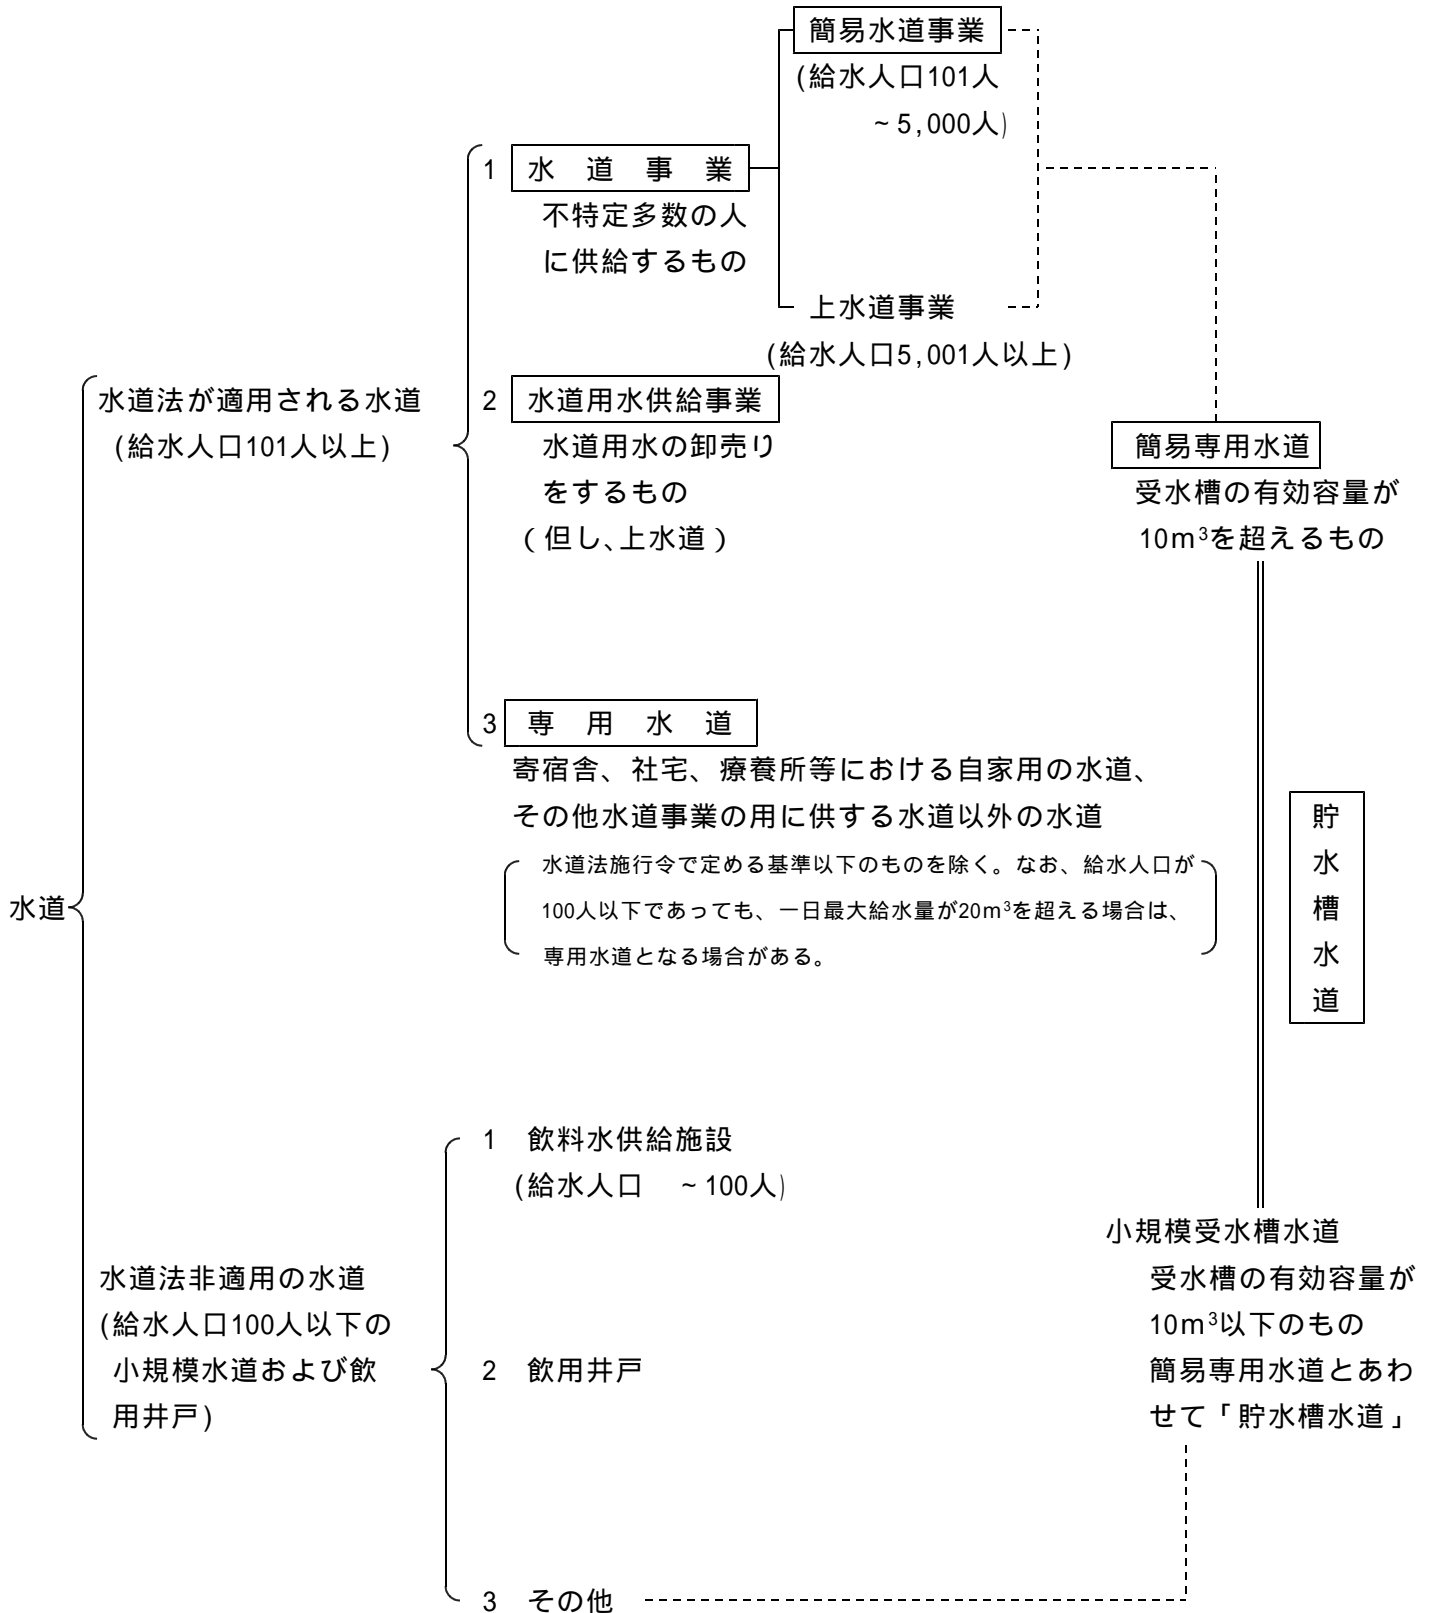 簡易水道事業
(給水人口101人
~5,000人)
1 水 道 事 業
不特定多数の人
に供給するもの
上水道事業
(給水人口5,001人以上)
水道法が適用される水道
(給水人口101人以上)
2 水道用水供給事業
水道用水の卸売り
をするもの
(但し、上水道)
簡易専用水道
受水槽の有効容量が
10m³を超えるもの
3 専 用 水 道
寄宿舎、社宅、療養所等における自家用の水道、
その他水道事業の用に供する水道以外の水道
水道法施行令で定める基準以下のものを除く。なお、給水人口が
100人以下であっても、一日最大給水量が20m³を超える場合は、
専用水道となる場合がある。
貯
水
槽
水
道
水道
1 飲料水供給施設
(給水人口 ~100人)
水道法非適用の水道
(給水人口100人以下の
小規模水道および飲
用井戸)
2 飲用井戸
3 その他
小規模受水槽水道
受水槽の有効容量が
10m³以下のもの
簡易専用水道とあわ
せて「貯水槽水道」